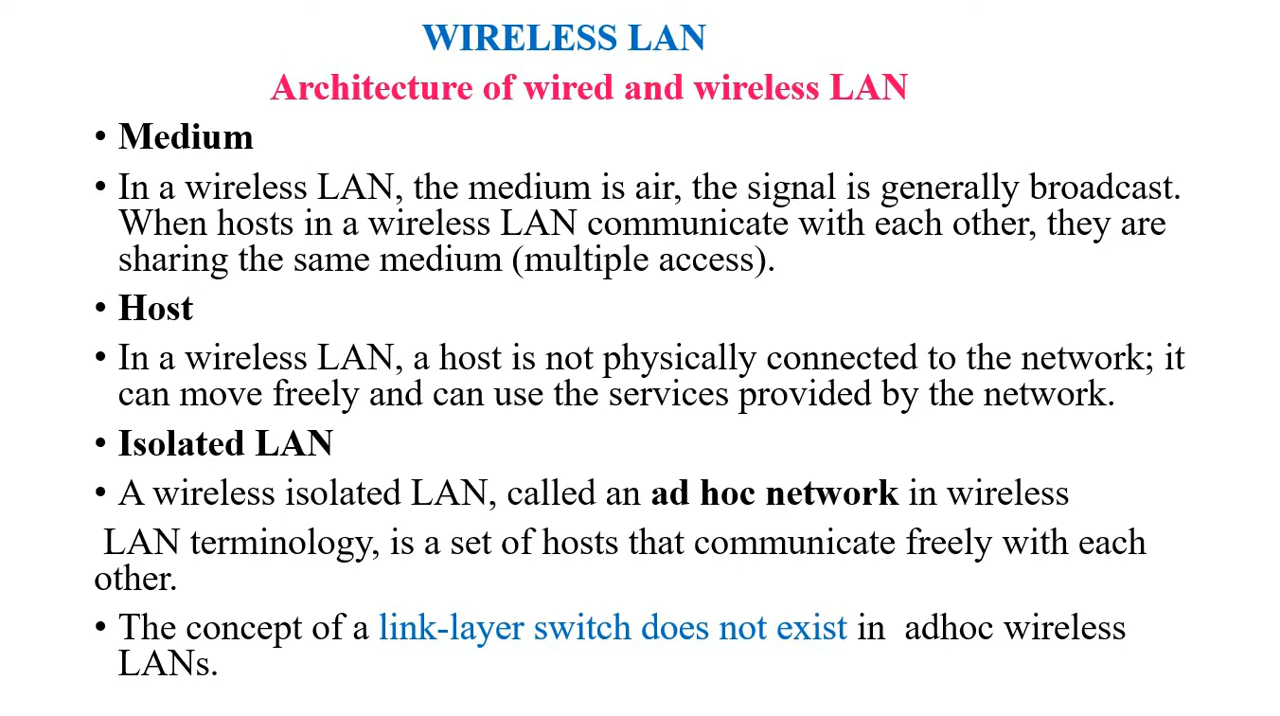 WIRELESS LAN
Architecture of wired and wireless LAN
• Medium
• In a wireless LAN, the medium is air, the signal is generally broadcast.
When hosts in a wireless LAN communicate with each other, they are
sharing the same medium (multiple access).
• Host
• In a wireless LAN, a host is not physically connected to the network; it
can move freely and can use the services provided by the network.
• Isolated LAN
• A wireless isolated LAN, called an ad hoc network in wireless
LAN terminology, is a set of hosts that communicate freely with each
other.
• The concept of a link-layer switch does not exist in adhoc wireless
LANs.